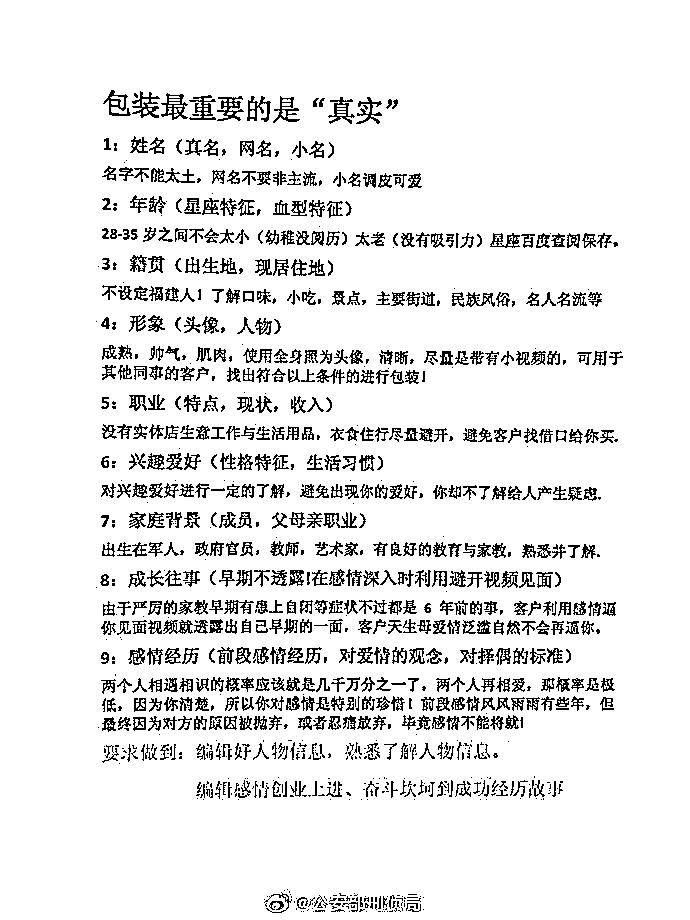 包装最重要的是“真实”
1：姓名（真名，网名，小名）
名字不能太土，网名不要非主流，小名调皮可爱
2：年龄（星座特征，血型特征）
28-35 岁之间不会太小（幼稚没阅历）太老（没有吸引力）星座百度查阅保存。
3：籍贯（出生地，现居住地）
不设定福建人！了解口味，小吃，景点，主要街道，民族风俗，名人名流等
4：形象（头像，人物）
成熟，帅气，肌肉，使用全身照为头像，清晰，尽量是带有小视频的，可用于
其他同事的客户，找出符合以上条件的进行包装！
5：职业（特点，现状，收入）
没有实体店生意工作与生活用品，衣食住行尽量避开，避免客户找借口给你买.
6：兴趣爱好（性格特征，生活习惯）
对兴趣爱好进行一定的了解，避免出现你的爱好，你却不了解给人产生疑虑.
7：家庭背景（成员，父母亲职业）
出生在军人，政府官员，教师，艺术家，有良好的教育与家教，熟悉并了解.
8：成长往事（早期不透露!在感情深入时利用避开视频见面）
由于严厉的家教早期有患上自闭等症状不过都是 6 年前的事，客户利用感情逼
你见面视频就透露出自己早期的一面，客户天生母爱情泛滥自然不会再逼你。
9：感情经历（前段感情经历，对爱情的观念，对择偶的标准）
两个人相遇相识的概率应该就是几千万分之一了，两个人再相爱，那概率是极
低，因为你清楚，所以你对感情是特别的珍惜！前段感情风风雨雨有些年，但
最终因为对方的原因被抛弃，或者忍痛放弃，毕竟感情不能将就!
要求做到：编辑好人物信息，熟悉了解人物信息。
编辑感情创业上进、奋斗坎坷到成功经历故事
@公安部刑侦局